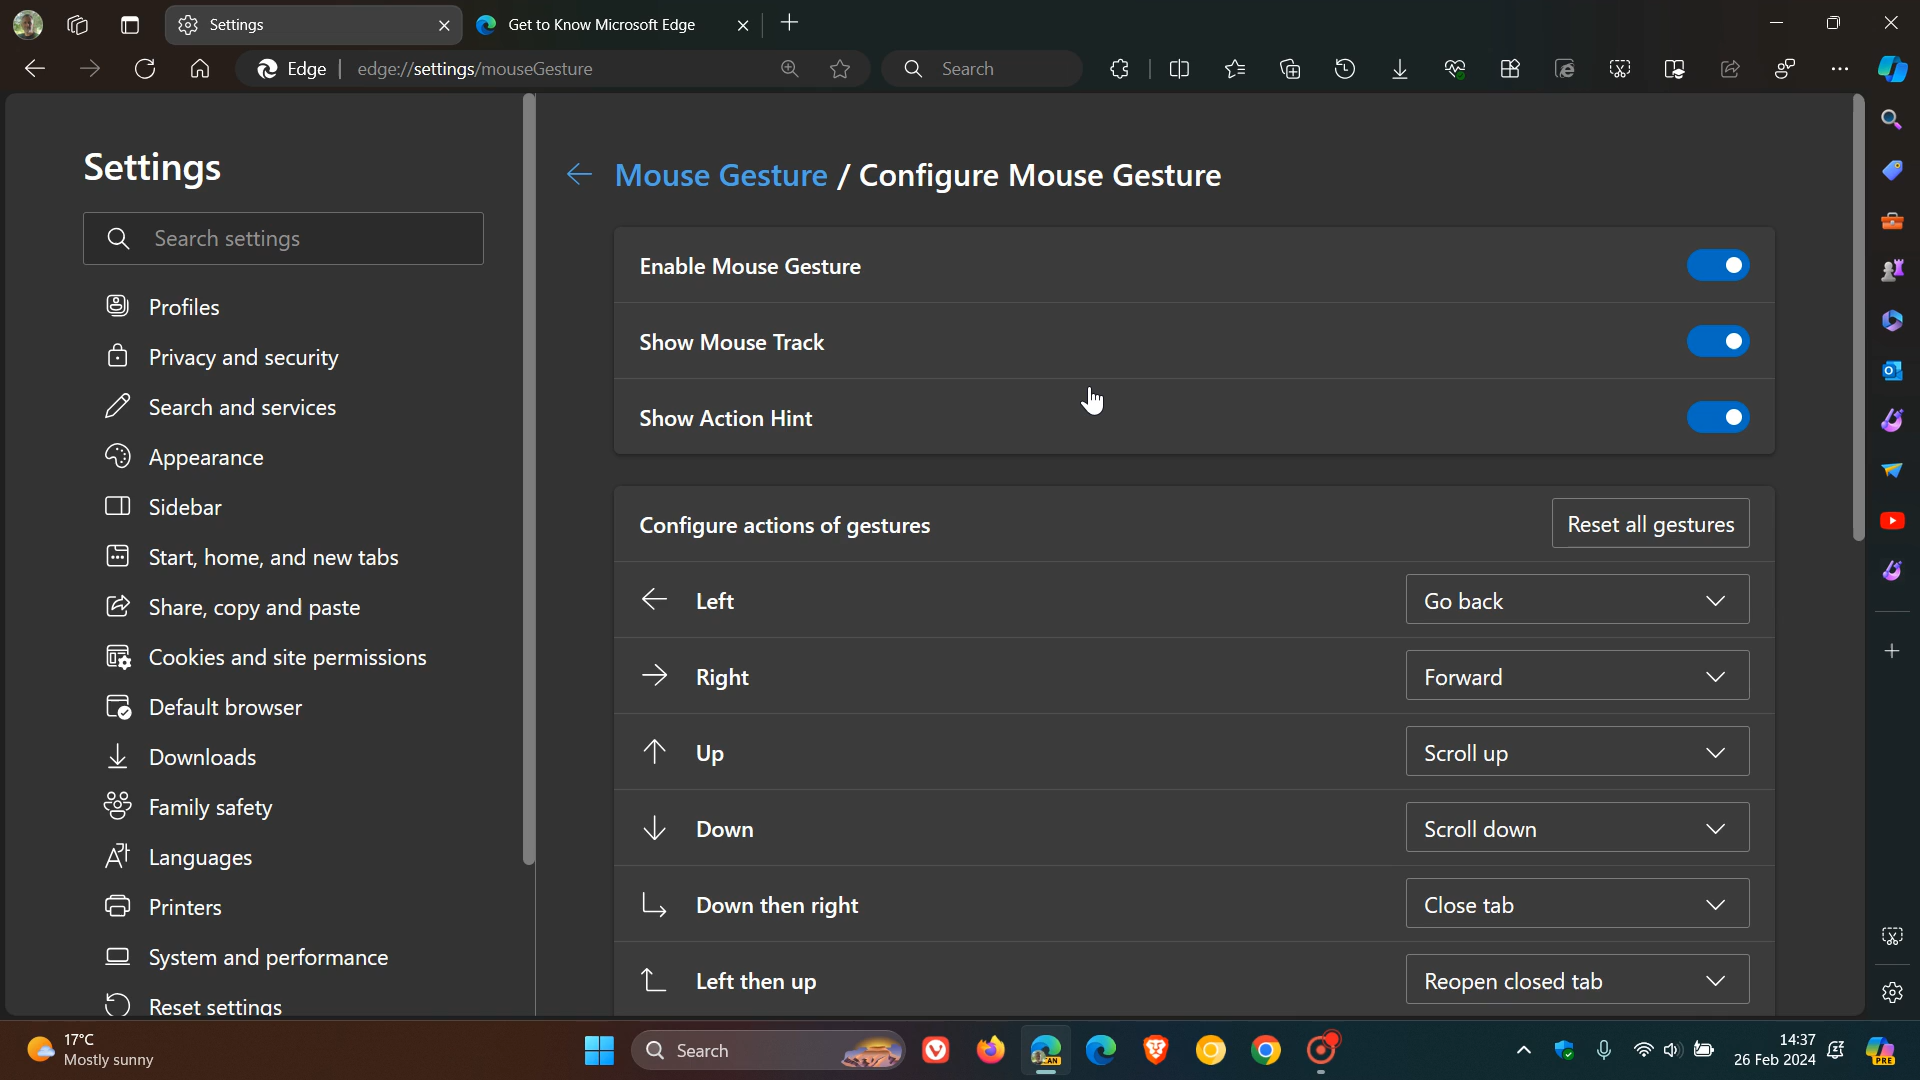 Settings
Get to Know Microsoft Edge
Edge
edge://settings/mouseGesture
Search
Settings
Search settings
Profiles
Privacy and security
Search and services
Appearance
Sidebar
Start, home, and new tabs
Share, copy and paste
Cookies and site permissions
Default browser
Downloads
Family safety
Languages
Printers
System and performance
Reset settings
Mouse Gesture / Configure Mouse Gesture
Enable Mouse Gesture
Show Mouse Track
Show Action Hint
Configure actions of gestures
Reset all gestures
Left
Go back
Right
Forward
Up
Scroll up
Down
Scroll down
Down then right
Close tab
Left then up
Reopen closed tab
17°C
Mostly sunny
Search
CAN
14:37
26 Feb 2024
PRE